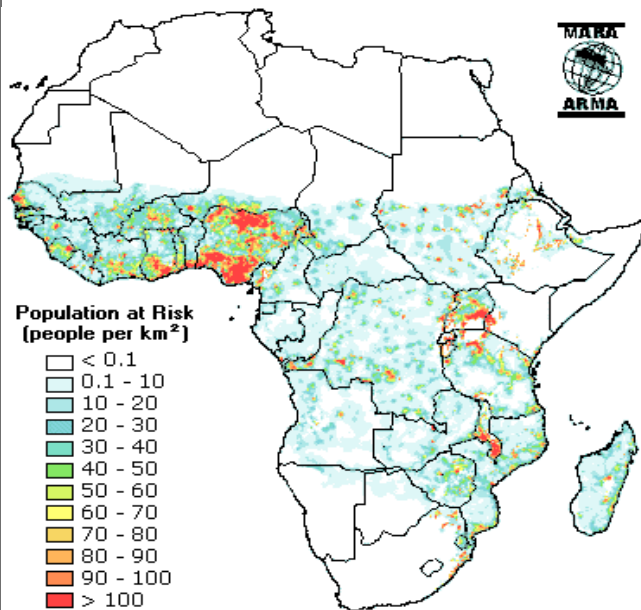 MARA
ARMA
Population at Risk
(people per km²)
< 0.1
0.1 - 10
10 - 20
20 - 30
30 - 40
40 - 50
50 - 60
60 - 70
70 - 80
80 - 90
90 - 100
> 100